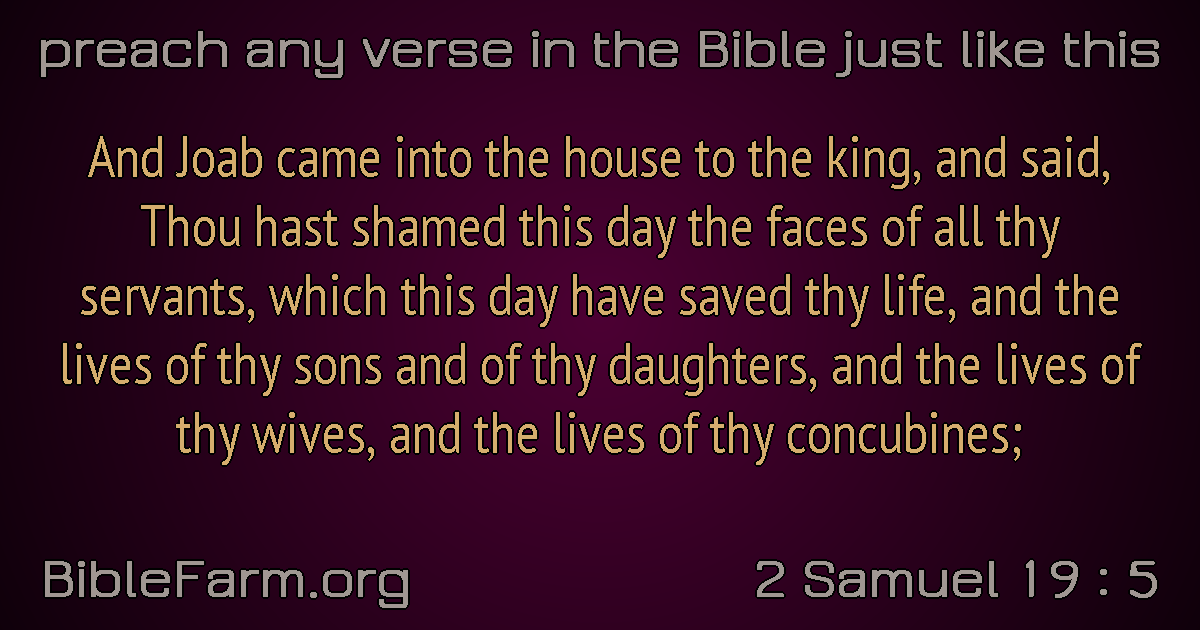 preach any verse in the Bible just like this
And Joab came into the house to the king, and said,
Thou hast shamed this day the faces of all thy
servants, which this day have saved thy life, and the
lives of thy sons and of thy daughters, and the lives of
thy wives, and the lives of thy concubines;
BibleFarm.org
2 Samuel 19 : 5